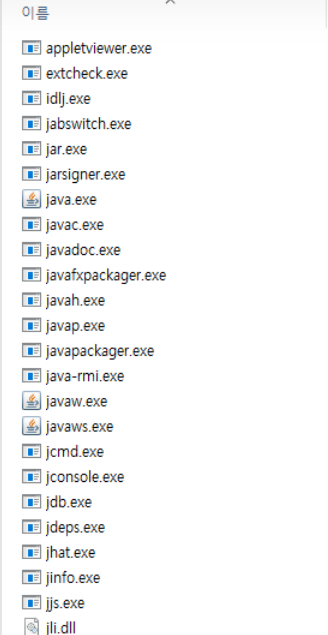 이름
appletviewer.exe
extcheck.exe
idlj.exe
jabswitch.exe
jar.exe
jarsigner.exe
java.exe
javac.exe
javadoc.exe
javafxpackager.exe
javah.exe
javap.exe
javapackager.exe
java-rmi.exe
javaw.exe
javaws.exe
jcmd.exe
jconsole.exe
jdb.exe
jdeps.exe
jhat.exe
jinfo.exe
jjs.exe
jli.dll